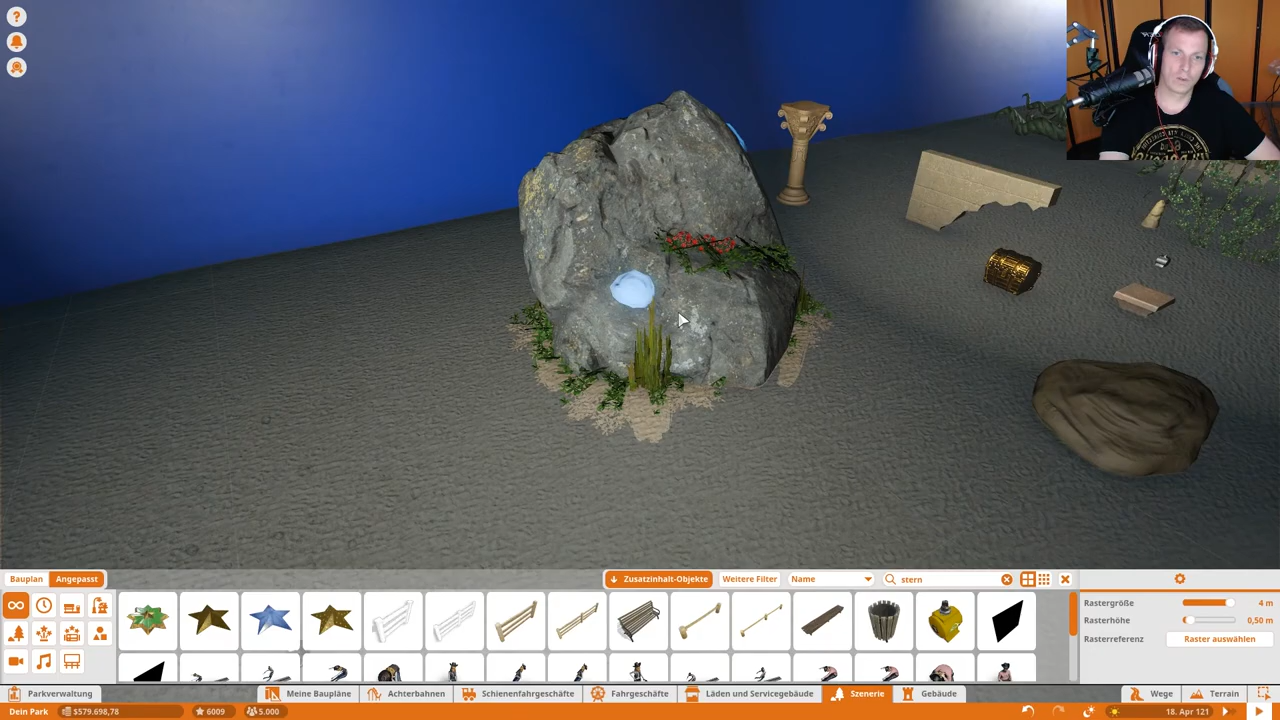 ?
Bauplan
Angepasst
Zusatzinhalt-Objekte
Weitere Filter
Name
stern
Rastergröße
4 m
Rasterhöhe
0,50 m
Rasterreferenz
Raster auswählen
Parkverwaltung
Meine Baupläne
Achterbahnen
Schienenfahrgeschäfte
Fahrgeschäfte
Läden und Servicegebäude
Szenerie
Gebäude
Wege
Terrain
Dein Park
$579.698,78
6009
5.000
18. Apr 121